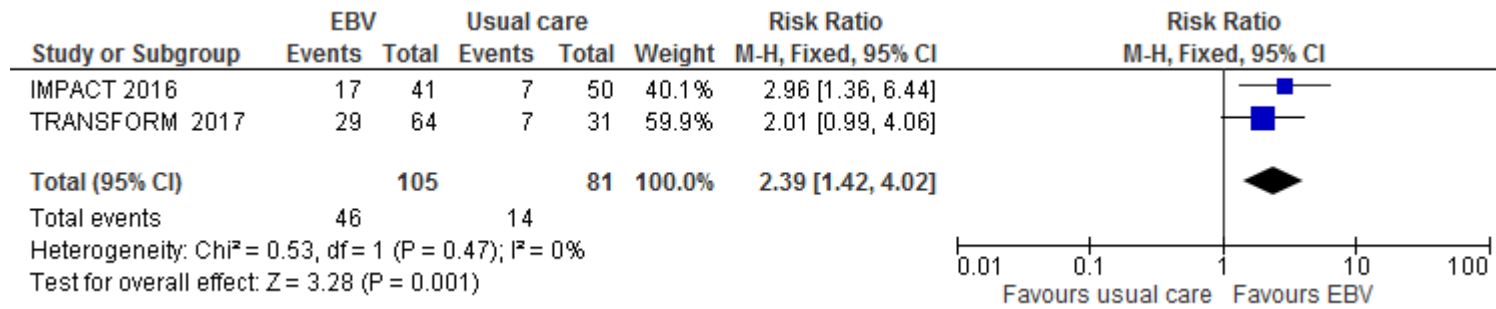 EBV Usual care Risk Ratio Risk Ratio
Study or Subgroup Events Total Events Total Weight M-H, Fixed, 95% CI M-H, Fixed, 95% CI
IMPACT 2016 17 41 7 50 40.1% 2.96 [1.36, 6.44]
TRANSFORM 2017 29 64 7 31 59.9% 2.01 [0.99, 4.06]
Total (95% CI) 105 81 100.0% 2.39 [1.42, 4.02]
Total events 46 14
Heterogeneity: Chi² = 0.53, df = 1 (P = 0.47); I² = 0%
Test for overall effect: Z = 3.28 (P = 0.001)
0.01 0.1 1 10 100
Favours usual care Favours EBV